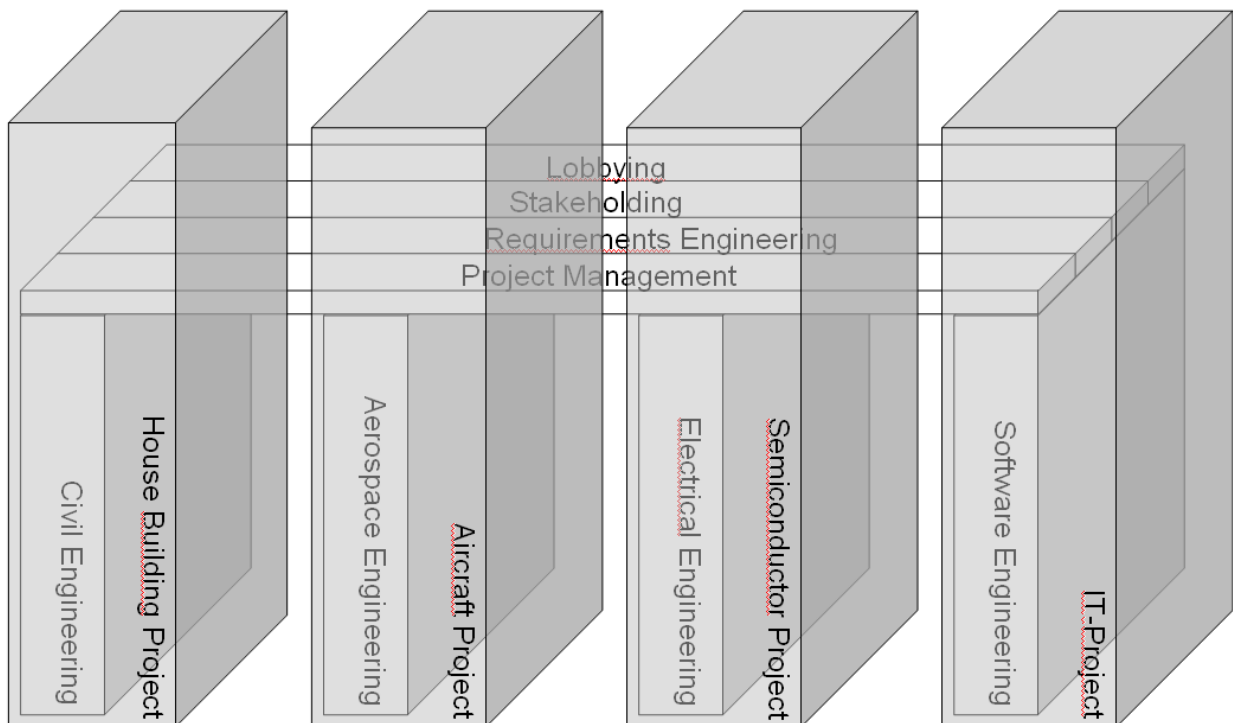 Lobbying
Stakeholding
Requirements Engineering
Project Management
Civil Engineering
House Building Project
Aerospace Engineering
Aircraft Project
Electrical Engineering
Semiconductor Project
Software Engineering
IT-Project